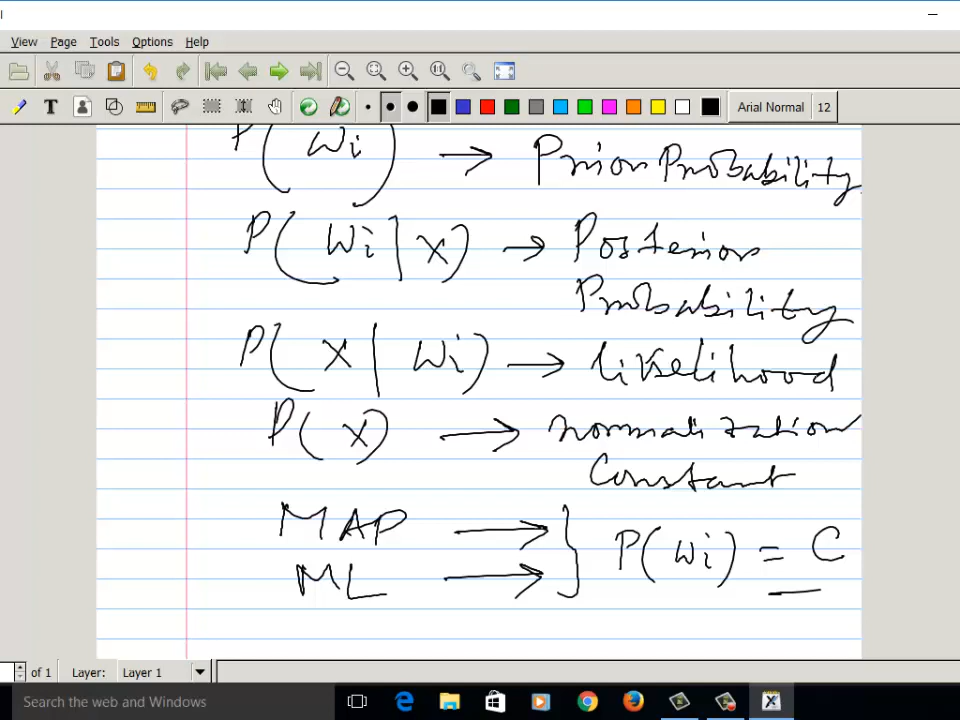 View Page Tools Options Help
Arial Normal 12
P(Wi) → Prior Probability
P(Wi|X) → Posterior
Probability
P(X|Wi) → likelihood
P(X) → normalization
Constant
MAP →
ML → } P(Wi) = C
of 1 Layer: Layer 1
Search the web and Windows